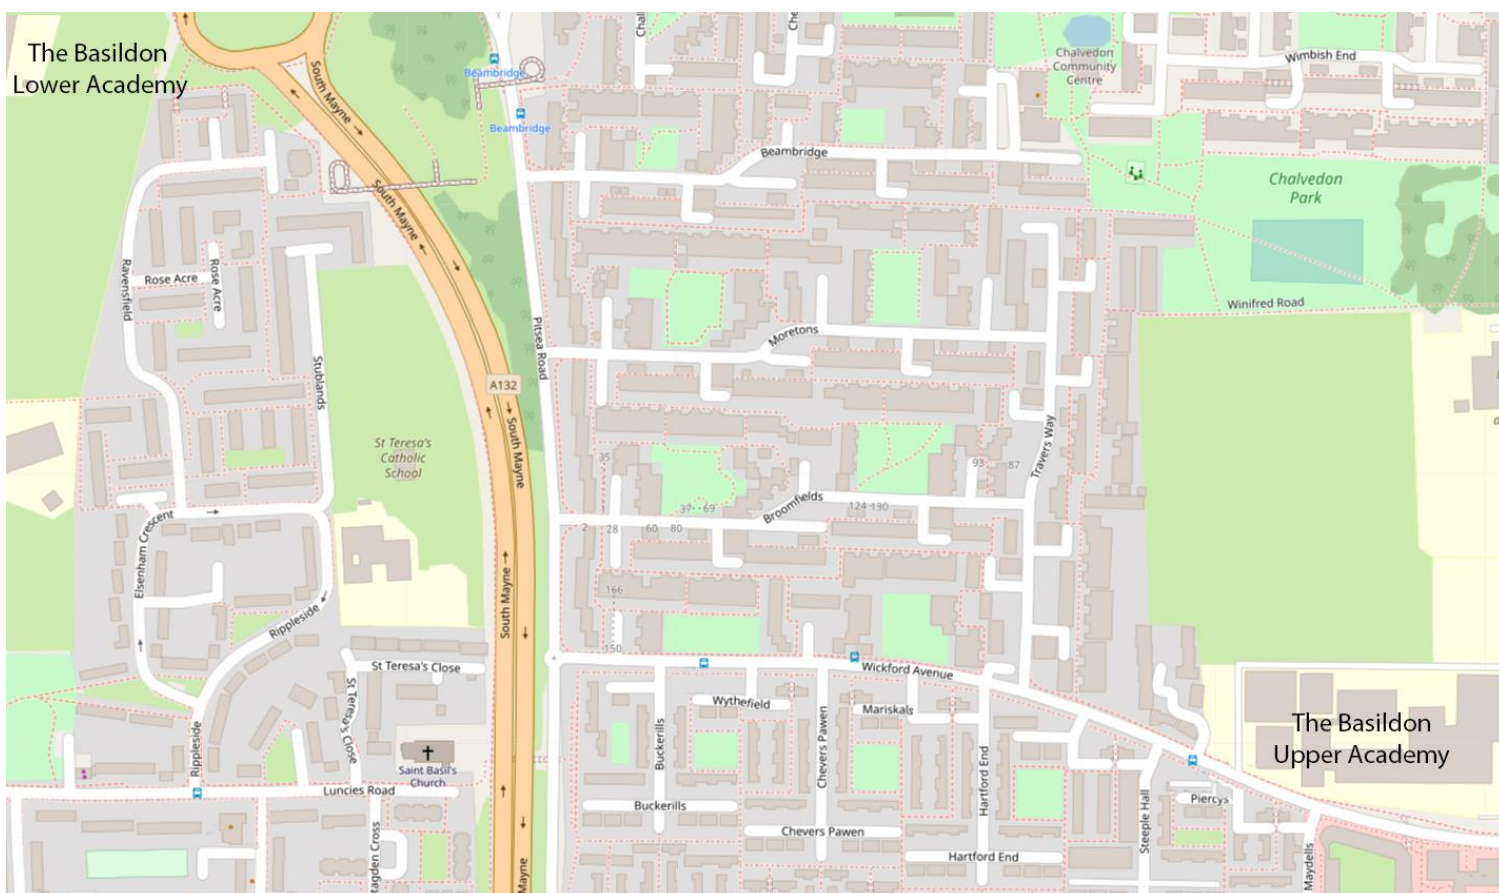 The Basildon
Lower Academy
South Mayne
Beambridge
Beambridge
Chalvedon
Community
Centre
Wimbish End
Beambridge
Chalvedon
Park
South Mayne
Rose Acre
Rose Acre
Ravensfield
Winifred Road
Pitsea Road
Moretons
Stublands
A132
South Mayne
St Teresa's
Catholic
School
Travers Way
35
93
87
37
69
Broomfields
124
130
2
28
60
80
Elsenham Crescent
South Mayne
166
Rippleside
150
St Teresa's Close
Wickford Avenue
St Teresa's Close
Wythefield
Mariskals
The Basildon
Upper Academy
Buckerills
Chevers Pawen
Rippleside
Saint Basil's
Church
Hartford End
Luncies Road
Buckerills
Piercys
Steeple Hall
Chevers Pawen
Hartford End
Maydells
Mayne